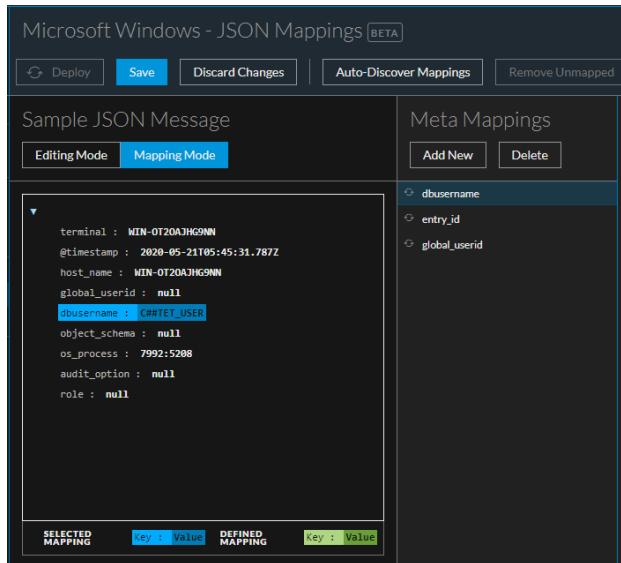 Microsoft Windows - JSON Mappings BETA
Deploy Save Discard Changes Auto-Discover Mappings Remove Unmapped
Sample JSON Message
Editing Mode Mapping Mode
terminal : WIN-OT2OAJHG9NN
@timestamp : 2020-05-21T05:45:31.787Z
host_name : WIN-OT2OAJHG9NN
global_userid : null
dbusername : C##TET_USER
object_schema : null
os_process : 7992:5208
audit_option : null
role : null
SELECTED MAPPING Key : Value DEFINED MAPPING Key : Value
Meta Mappings
Add New Delete
dbusername
entry_id
global_userid